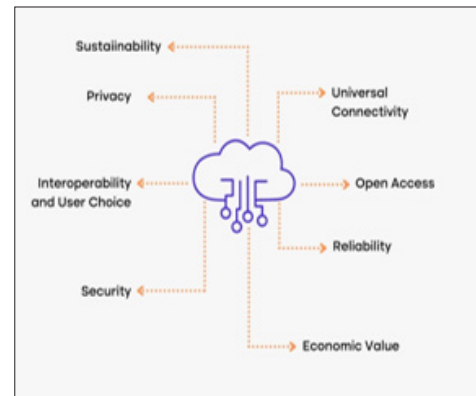 Sustainability
Privacy
Universal
Connectivity
Interoperability
and User Choice
Open Access
Reliability
Security
Economic Value